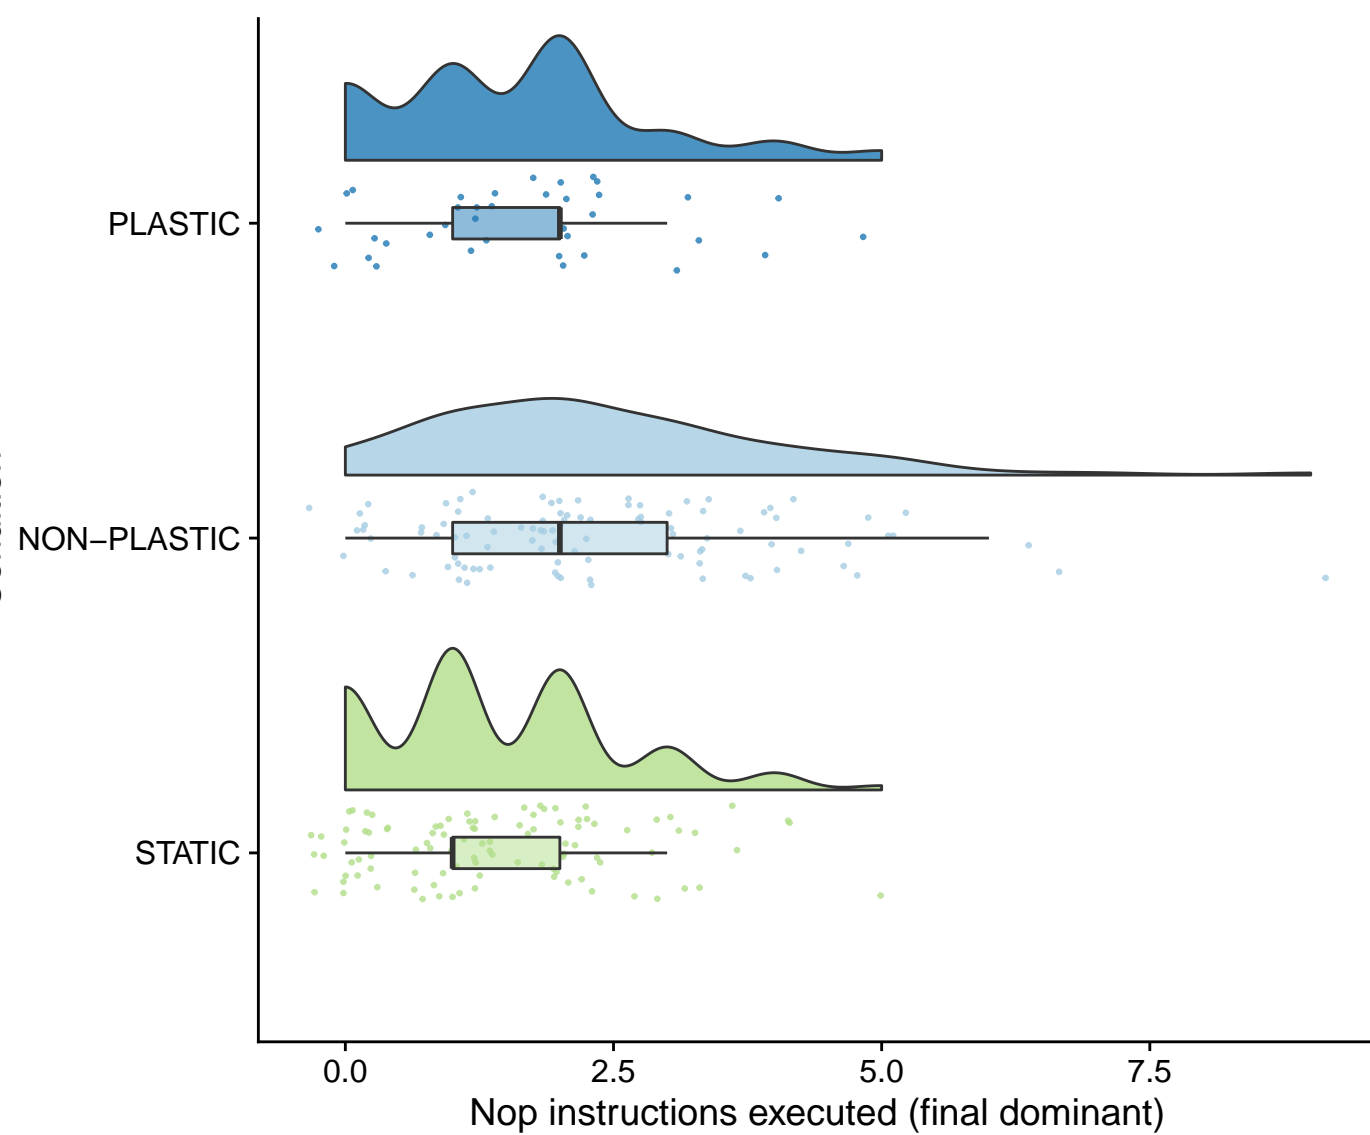 PLASTIC
NON−PLASTIC
STATIC
0.0 2.5 5.0 7.5
Nop instructions executed (final dominant)